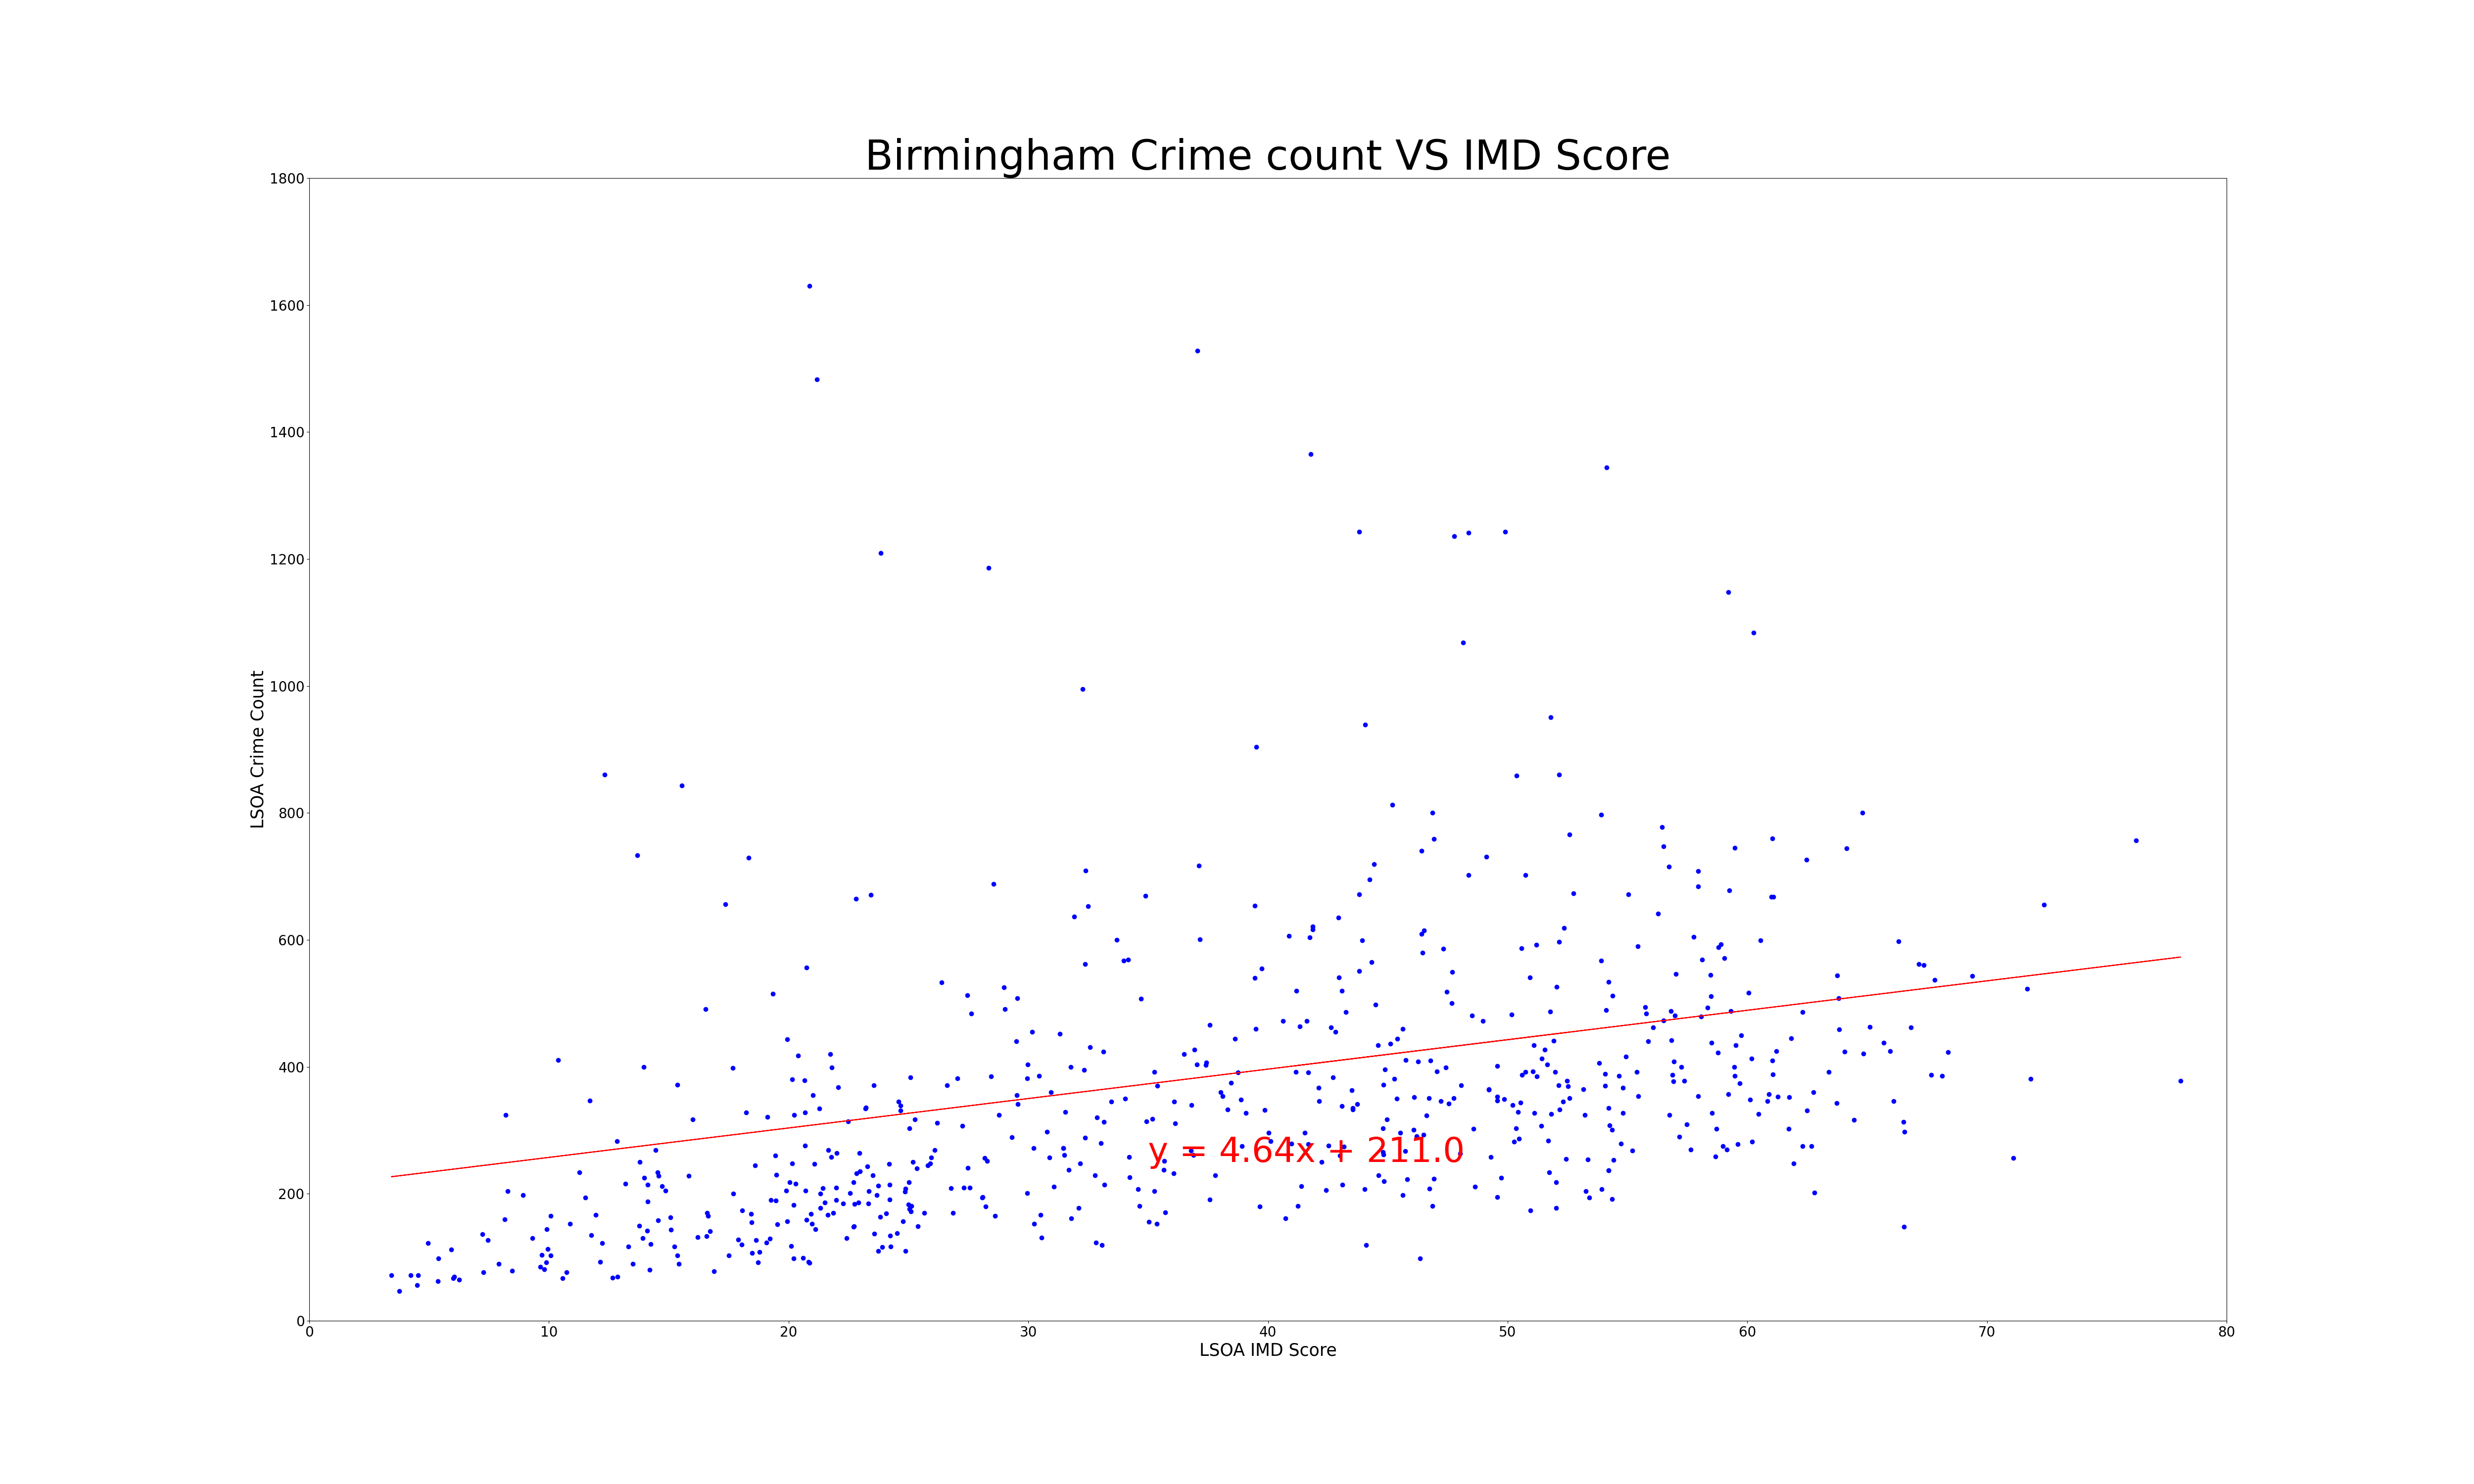 Birmingham Crime count VS IMD Score
1800
1600
1400
1200
1000
800
600
400
200
0
LSOA Crime Count
y = 4.64x + 211.0
0 10 20 30 40 50 60 70 80
LSOA IMD Score